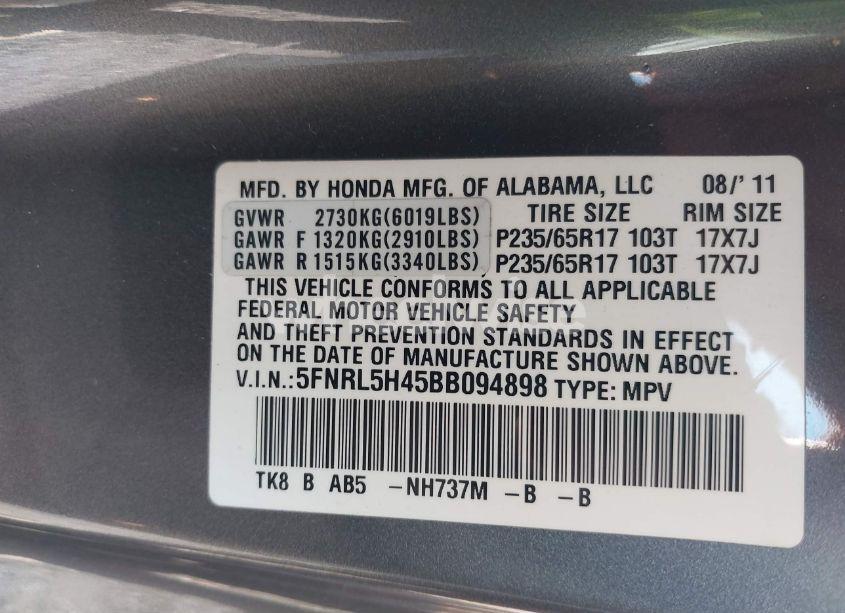 MFD. BY HONDA MFG. OF ALABAMA, LLC 08/' 11
GVWR 2730KG(6019LBS) TIRE SIZE RIM SIZE
GAWR F 1320KG(2910LBS) P235/65R17 103T 17X7J
GAWR R 1515KG(3340LBS) P235/65R17 103T 17X7J
THIS VEHICLE CONFORMS TO ALL APPLICABLE
FEDERAL MOTOR VEHICLE SAFETY
AND THEFT PREVENTION STANDARDS IN EFFECT
ON THE DATE OF MANUFACTURE SHOWN ABOVE.
V.I.N.:5FNRL5H45BB094898 TYPE: MPV
TK8 B AB5 -NH737M -B -B